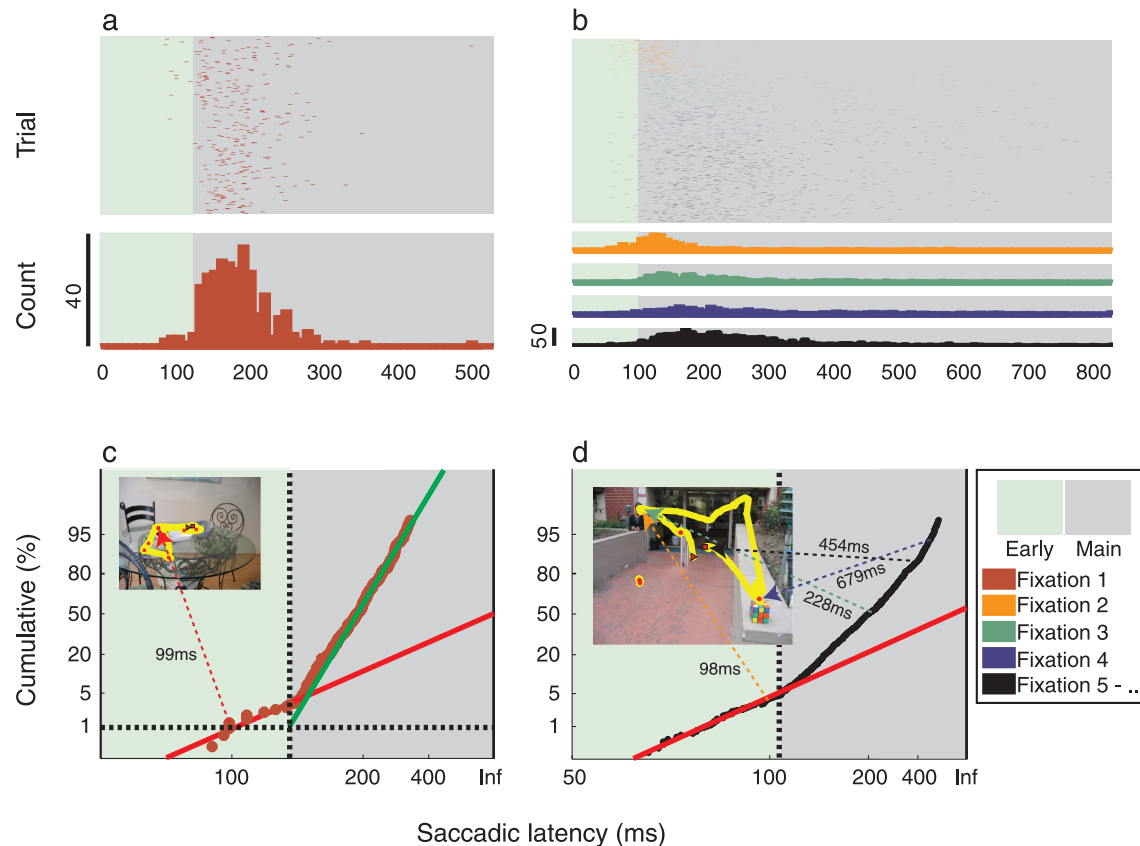 a
b
Trial
Count
40
50
0 100 200 300 400 500
0 100 200 300 400 500 600 700 800
c
d
Cumulative (%)
95
80
50
20
5
1
99ms
100 200 400 Inf
95
80
50
20
5
1
454ms
679ms
228ms
98ms
50 100 200 400 Inf
Early Main
Fixation 1
Fixation 2
Fixation 3
Fixation 4
Fixation 5 - ...
Saccadic latency (ms)